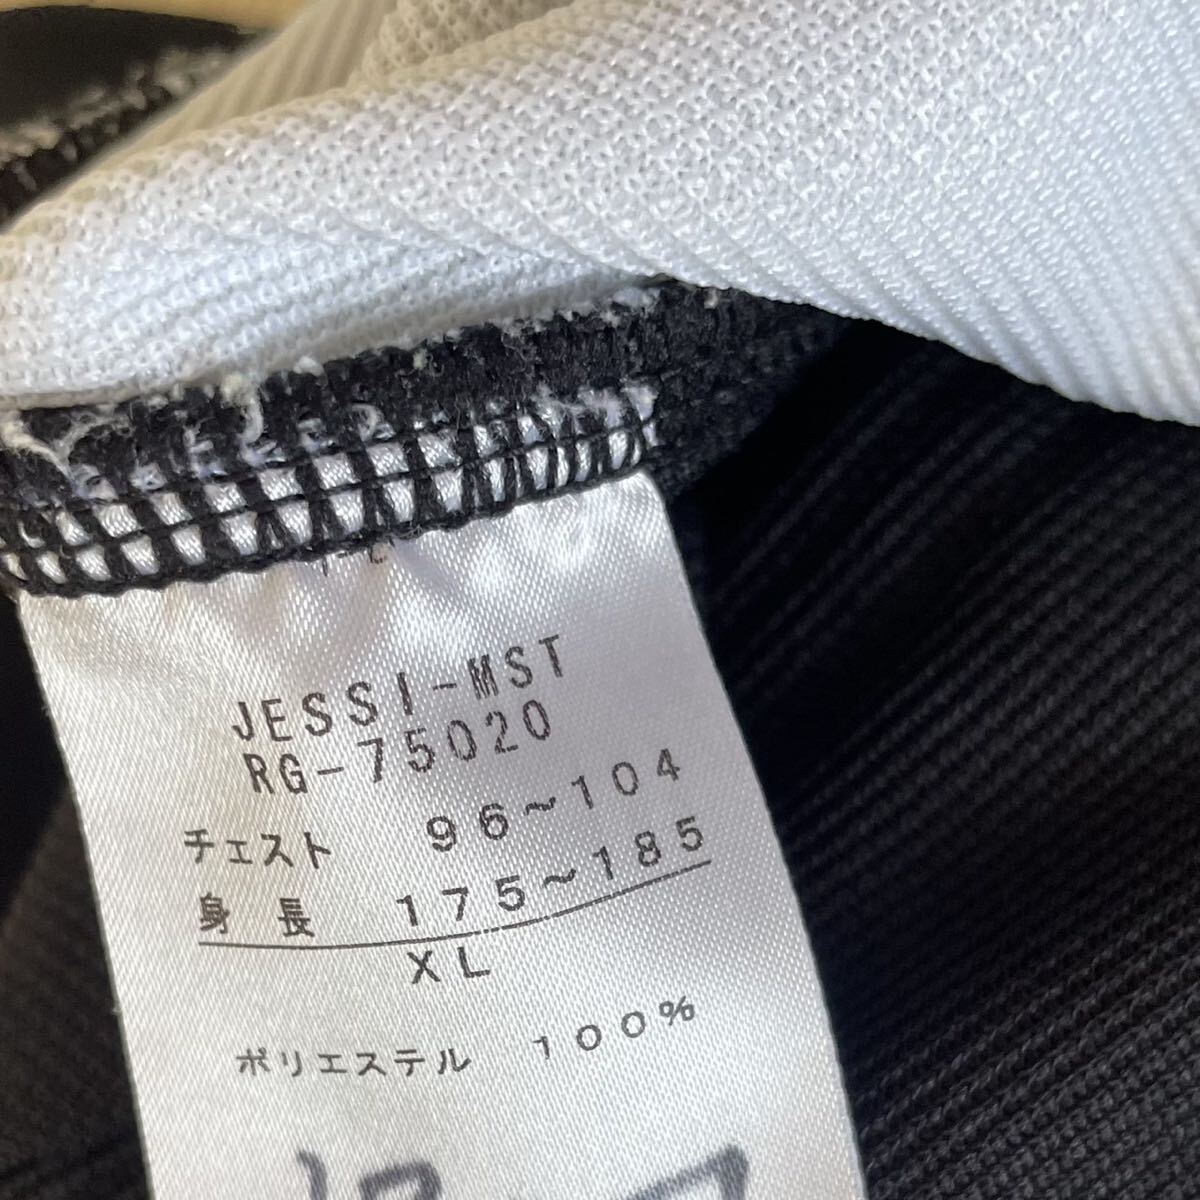 JESSI-MST
RG-75020
チェスト 96~104
身長 175~185
XL
ポリエステル 100%